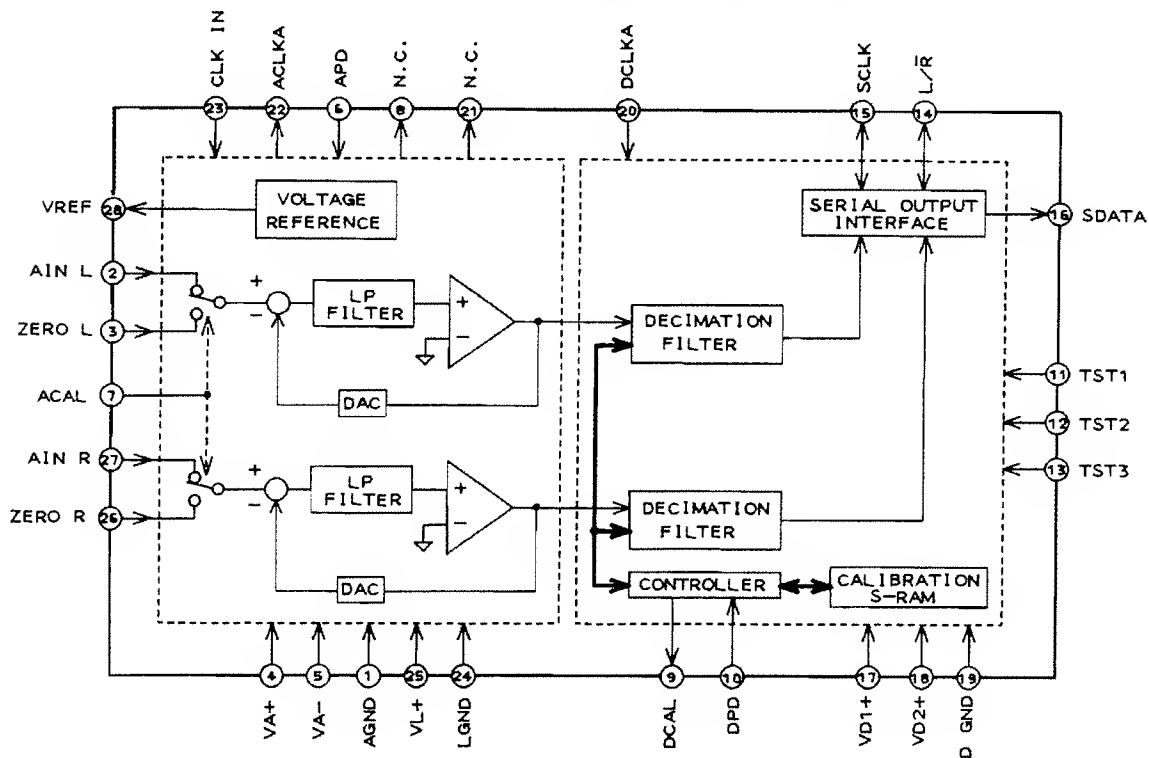 CLK IN
ACLKA
APD
N.C.
N.C.
DCLKA
SCLK
L/R̅
23
22
6
8
21
20
15
14
VREF
28
VOLTAGE
REFERENCE
SERIAL OUTPUT
INTERFACE
16
SDATA
AIN L
2
ZERO L
3
+
−
LP
FILTER
+
−
DECIMATION
FILTER
DAC
ACAL
7
11
TST1
12
TST2
13
TST3
AIN R
27
ZERO R
26
+
−
LP
FILTER
+
−
DECIMATION
FILTER
DAC
CONTROLLER
CALIBRATION
S-RAM
4
5
1
25
24
9
10
17
18
19
VA+
VA-
AGND
VL+
LGND
DCAL
DPD
VD1+
VD2+
D GND